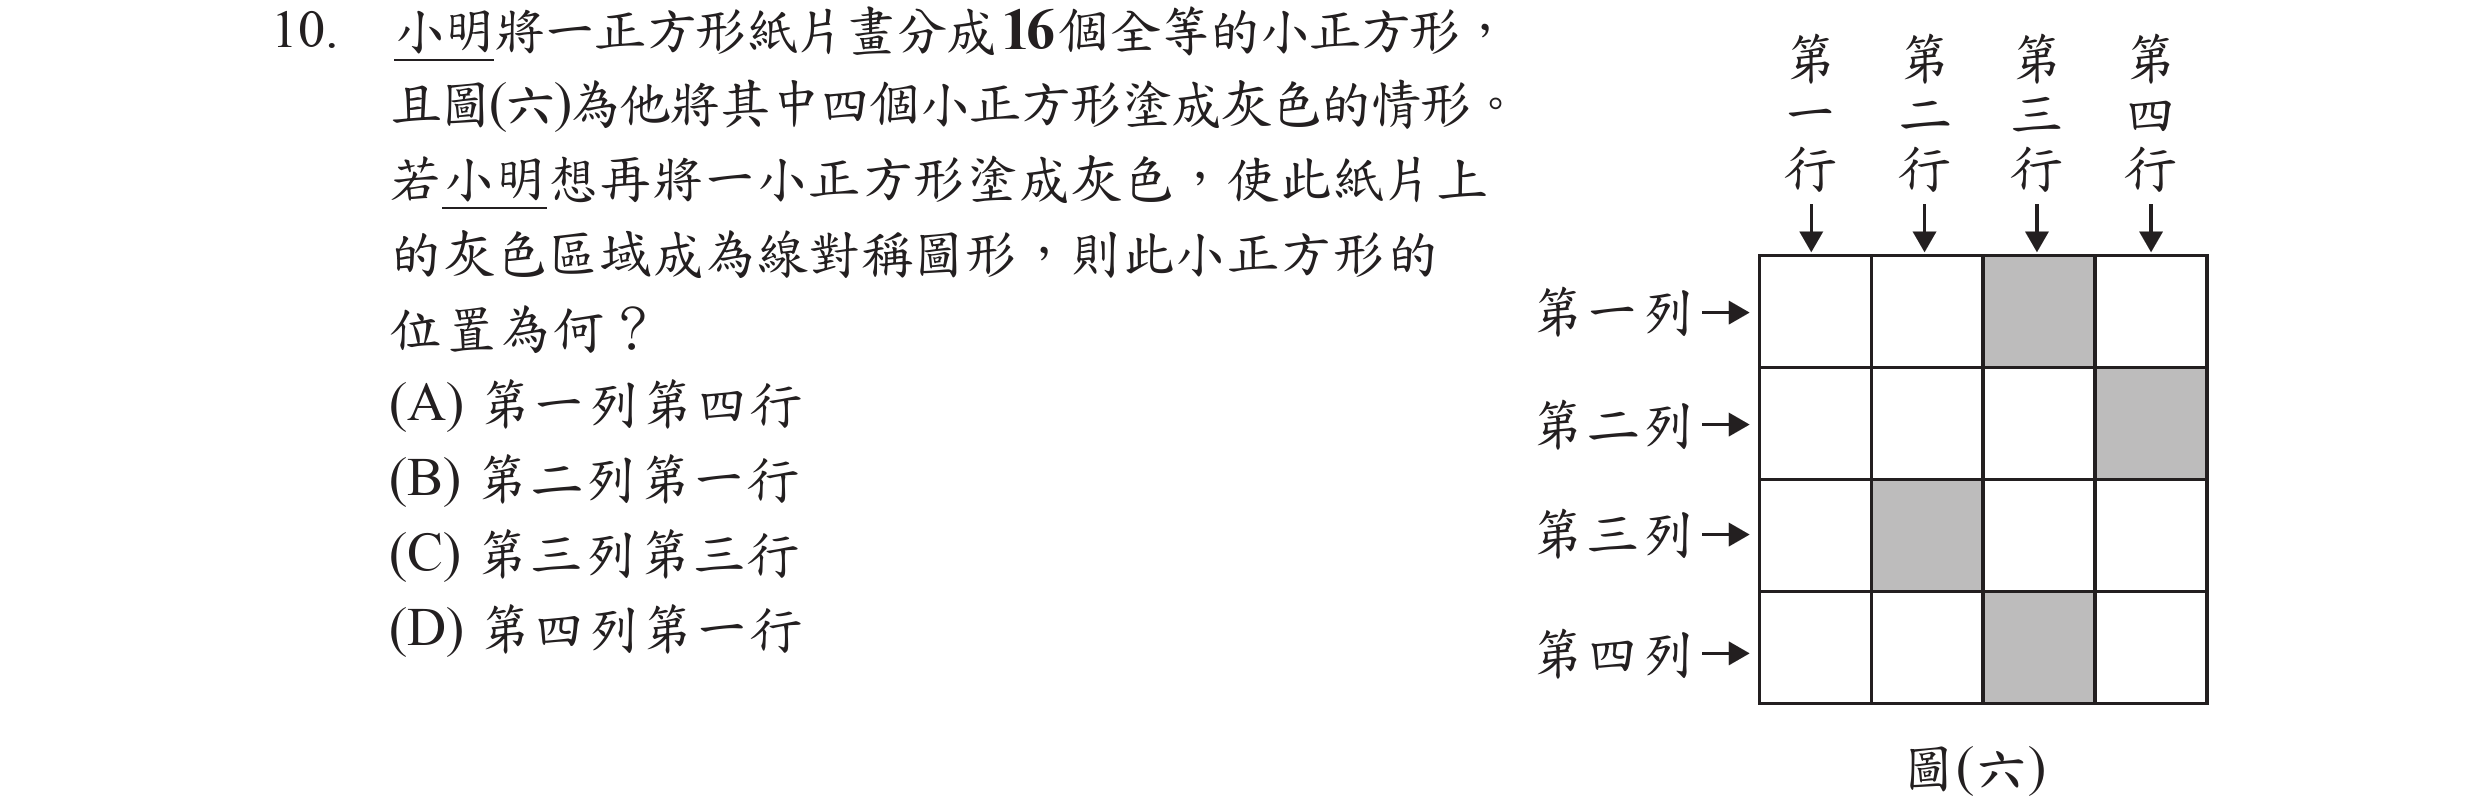 10. 小明將一正方形紙片畫分成16個全等的小正方形，
且圖(六)為他將其中四個小正方形塗成灰色的情形。
若小明想再將一小正方形塗成灰色，使此紙片上
的灰色區域成為線對稱圖形，則此小正方形的
位置為何？
(A) 第一列第四行
(B) 第二列第一行
(C) 第三列第三行
(D) 第四列第一行
第一行
第二行
第三行
第四行
第一列
第二列
第三列
第四列
圖(六)